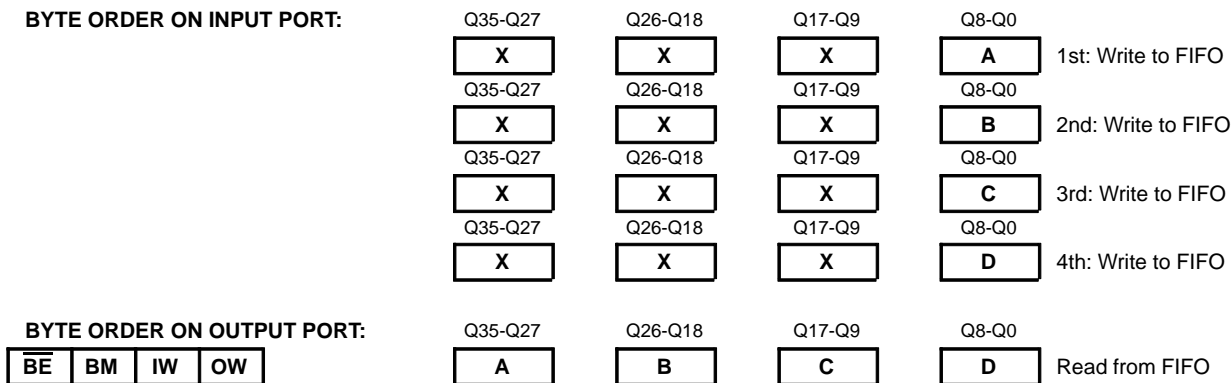 BYTE ORDER ON INPUT PORT: Q35-Q27 Q26-Q18 Q17-Q9 Q8-Q0
X X X A 1st: Write to FIFO
Q35-Q27 Q26-Q18 Q17-Q9 Q8-Q0
X X X B 2nd: Write to FIFO
Q35-Q27 Q26-Q18 Q17-Q9 Q8-Q0
X X X C 3rd: Write to FIFO
Q35-Q27 Q26-Q18 Q17-Q9 Q8-Q0
X X X D 4th: Write to FIFO
BYTE ORDER ON OUTPUT PORT: Q35-Q27 Q26-Q18 Q17-Q9 Q8-Q0
B̅E̅ BM IW OW A B C D Read from FIFO